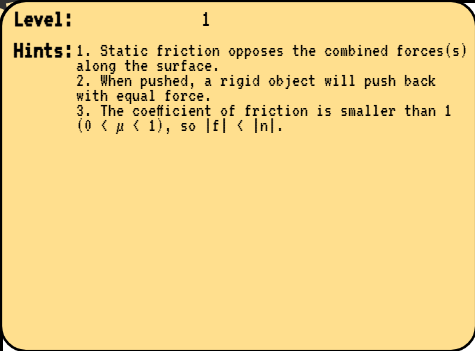 Level: 1
Hints: 1. Static friction opposes the combined forces(s)
along the surface.
2. When pushed, a rigid object will push back
with equal force.
3. The coefficient of friction is smaller than 1
(0 < μ < 1), so |f| < |n|.